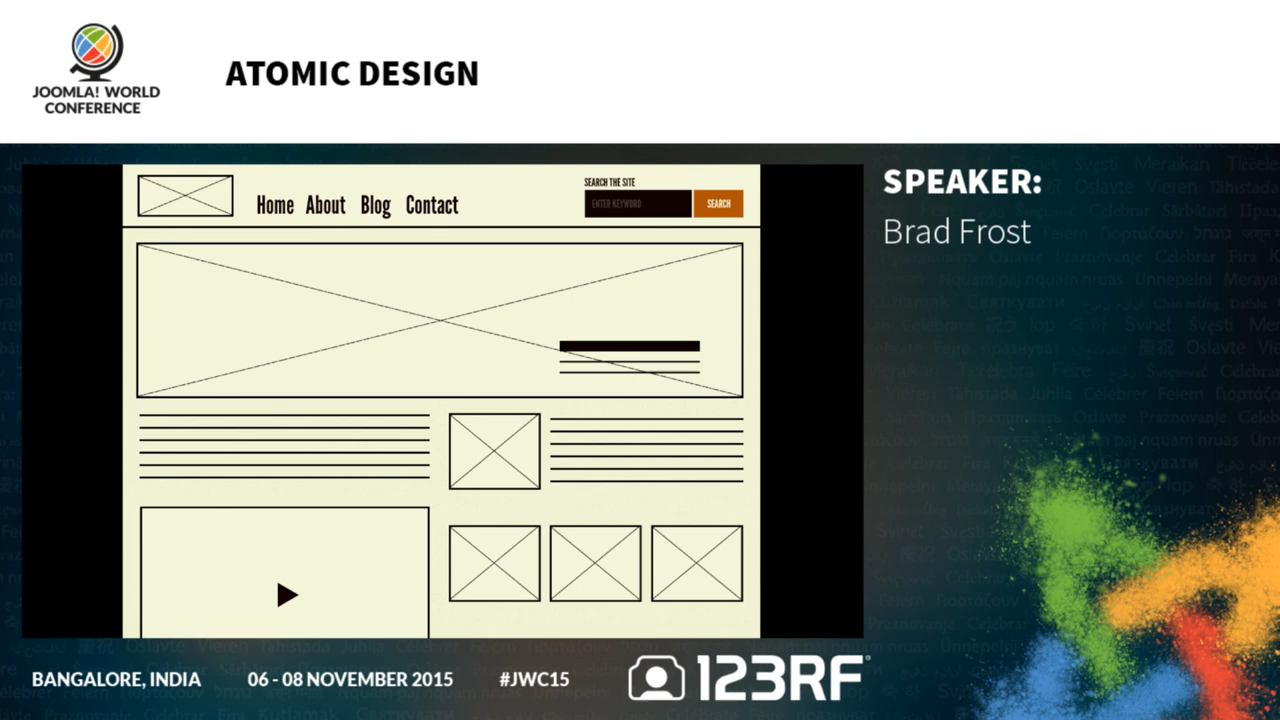 JOOMLA! WORLD
CONFERENCE
ATOMIC DESIGN
Home About Blog Contact
SEARCH THE SITE
ENTER KEYWORD
SEARCH
SPEAKER:
Brad Frost
BANGALORE, INDIA
06 - 08 NOVEMBER 2015
#JWC15
123RF®